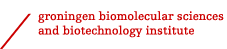 groningen biomolecular sciences
and biotechnology institute